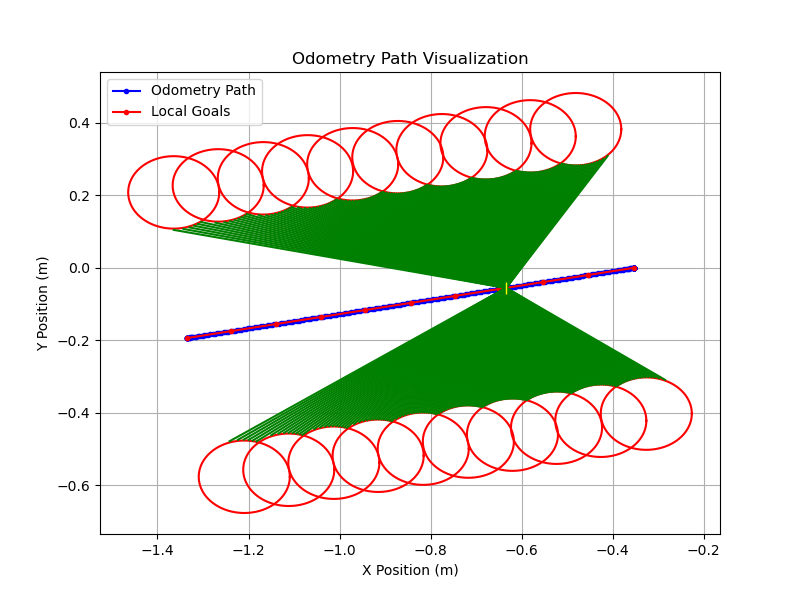 Odometry Path Visualization
Odometry Path
Local Goals
Y Position (m)
0.4
0.2
0.0
−0.2
−0.4
−0.6
−1.4 −1.2 −1.0 −0.8 −0.6 −0.4 −0.2
X Position (m)